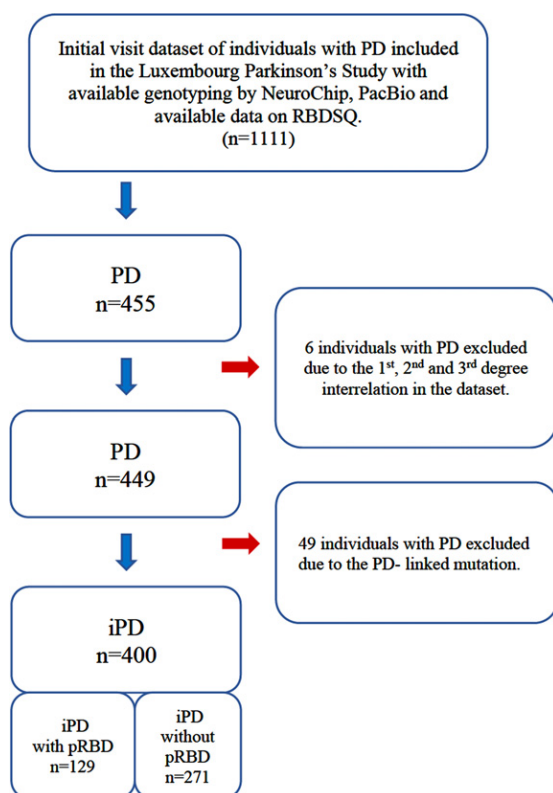 Initial visit dataset of individuals with PD included
in the Luxembourg Parkinson's Study with
available genotyping by NeuroChip, PacBio and
available data on RBDSQ.
(n=1111)
PD
n=455
6 individuals with PD excluded
due to the 1st, 2nd and 3rd degree
interrelation in the dataset.
PD
n=449
49 individuals with PD excluded
due to the PD- linked mutation.
iPD
n=400
iPD
with pRBD
n=129
iPD
without
pRBD
n=271